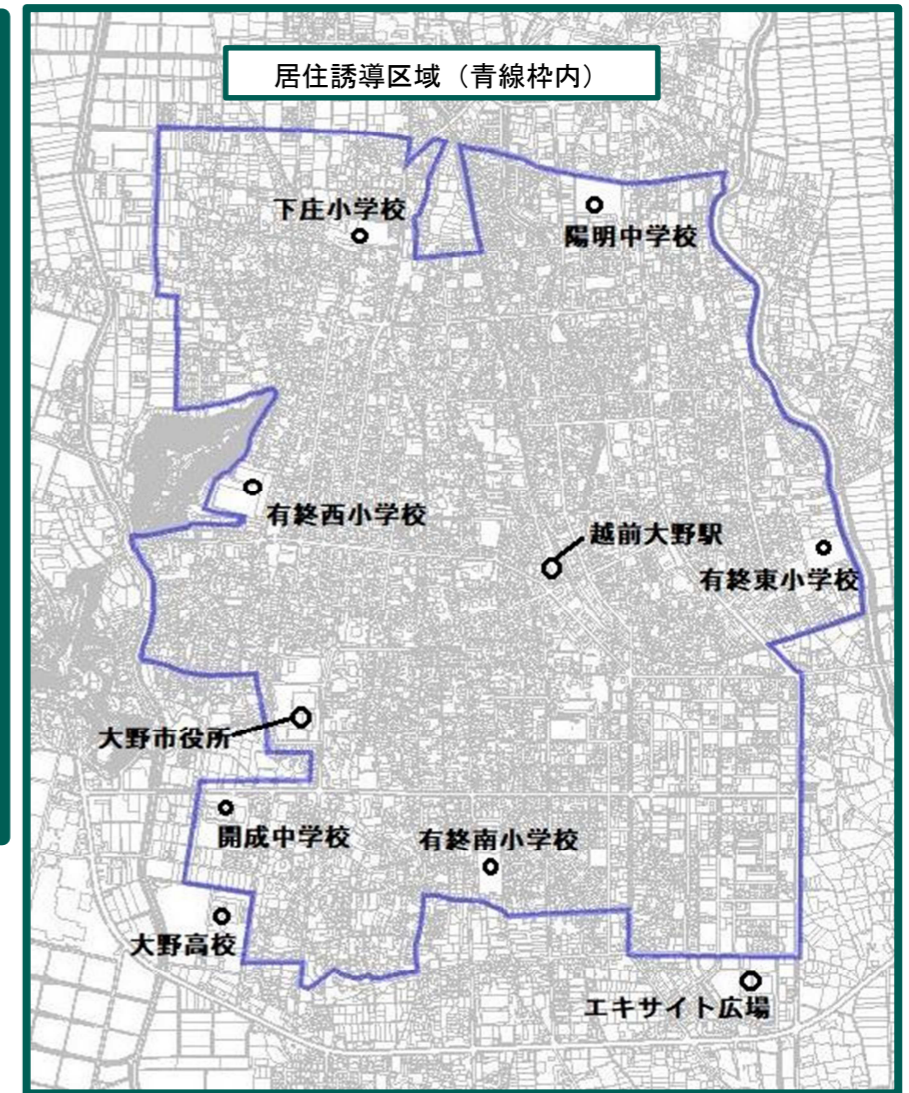 居住誘導区域（青線枠内）
下庄小学校
陽明中学校
有終西小学校
越前大野駅
有終東小学校
大野市役所
開成中学校
有終南小学校
大野高校
エキサイト広場